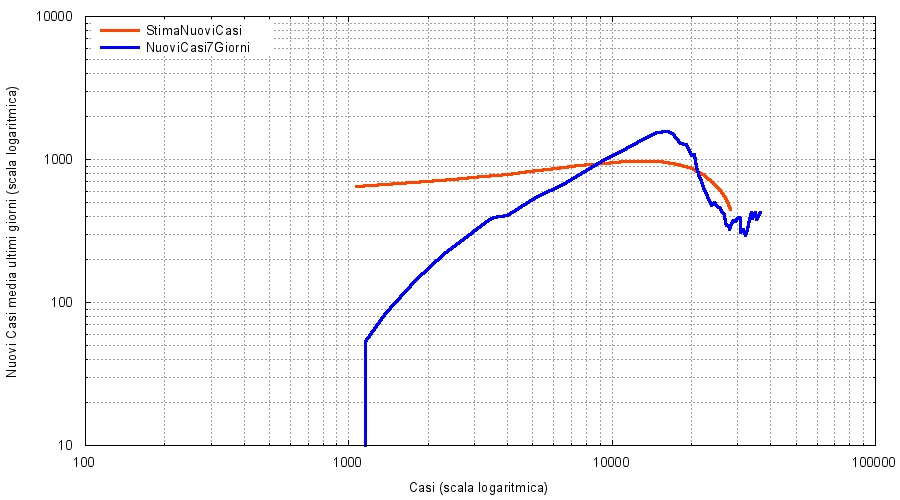 10000
1000
100
10
StimaNuoviCasi
NuoviCasi7Giorni
Nuovi Casi media ultimi giorni (scala logaritmica)
100
1000
10000
100000
Casi (scala logaritmica)